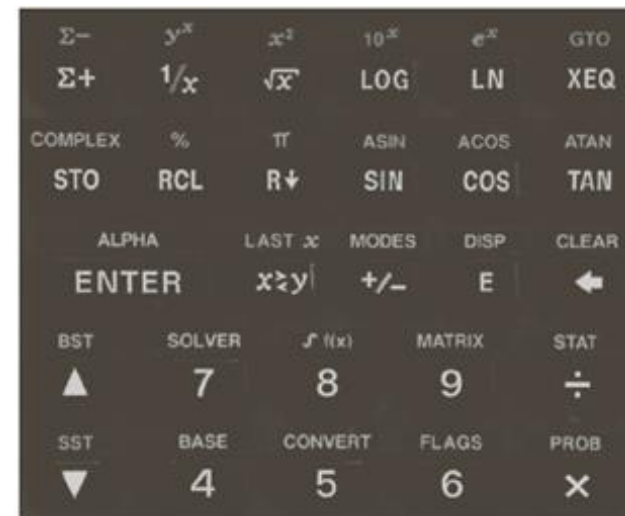 Σ− yˣ x² 10ˣ eˣ GTO
Σ+ 1/x √x LOG LN XEQ
COMPLEX % π ASIN ACOS ATAN
STO RCL R↓ SIN COS TAN
ALPHA LAST x MODES DISP CLEAR
ENTER x≷y +/− E ←
BST SOLVER ∫f(x) MATRIX STAT
▲ 7 8 9 ÷
SST BASE CONVERT FLAGS PROB
▼ 4 5 6 ×